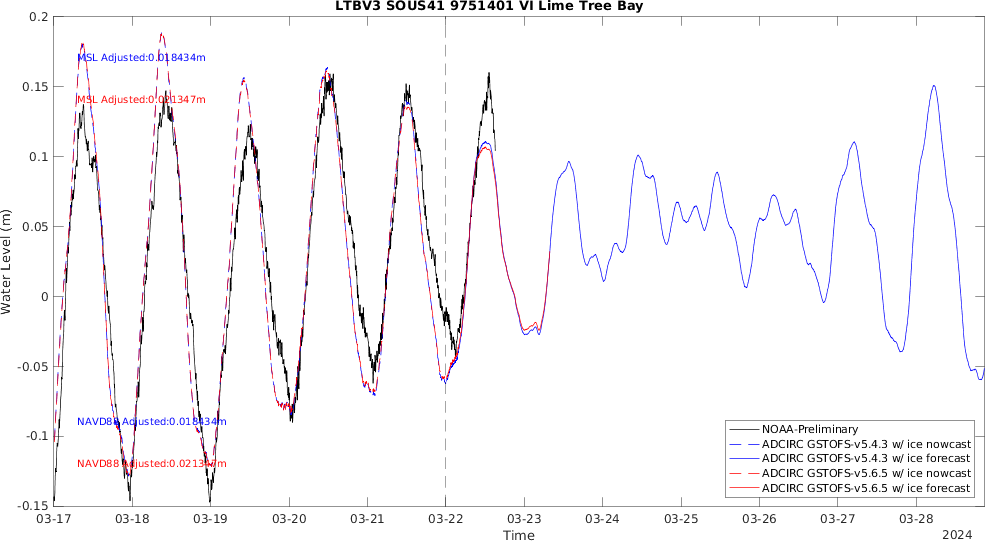 LTBV3 SOUS41 9751401 VI Lime Tree Bay
0.2
0.15
0.1
0.05
0
-0.05
-0.1
-0.15
Water Level (m)
MSL Adjusted:0.018434m
MSL Adjusted:0.021347m
NAVD88 Adjusted:0.018434m
NAVD88 Adjusted:0.021347m
NOAA-Preliminary
ADCIRC GSTOFS-v5.4.3 w/ ice nowcast
ADCIRC GSTOFS-v5.4.3 w/ ice forecast
ADCIRC GSTOFS-v5.6.5 w/ ice nowcast
ADCIRC GSTOFS-v5.6.5 w/ ice forecast
03-17 03-18 03-19 03-20 03-21 03-22 03-23 03-24 03-25 03-26 03-27 03-28
Time
2024